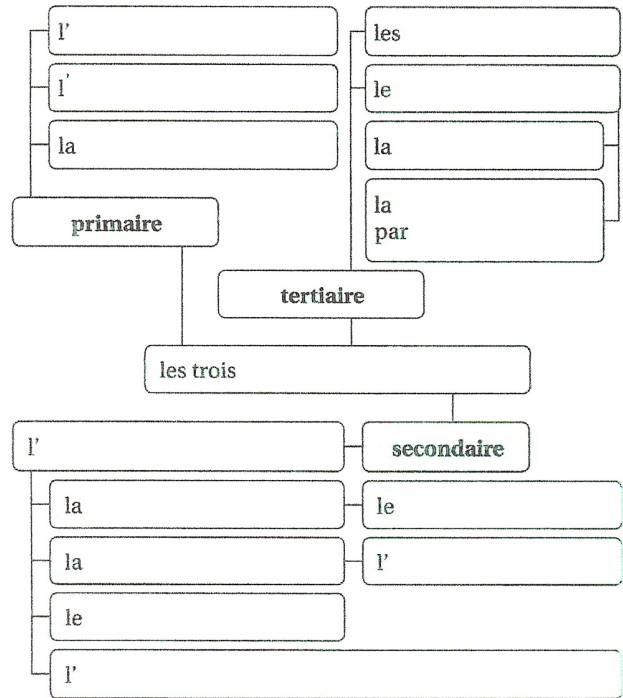 l'
l'
la
primaire
les
le
la
la
par
tertiaire
les trois
l'
secondaire
la
le
la
l'
le
l'